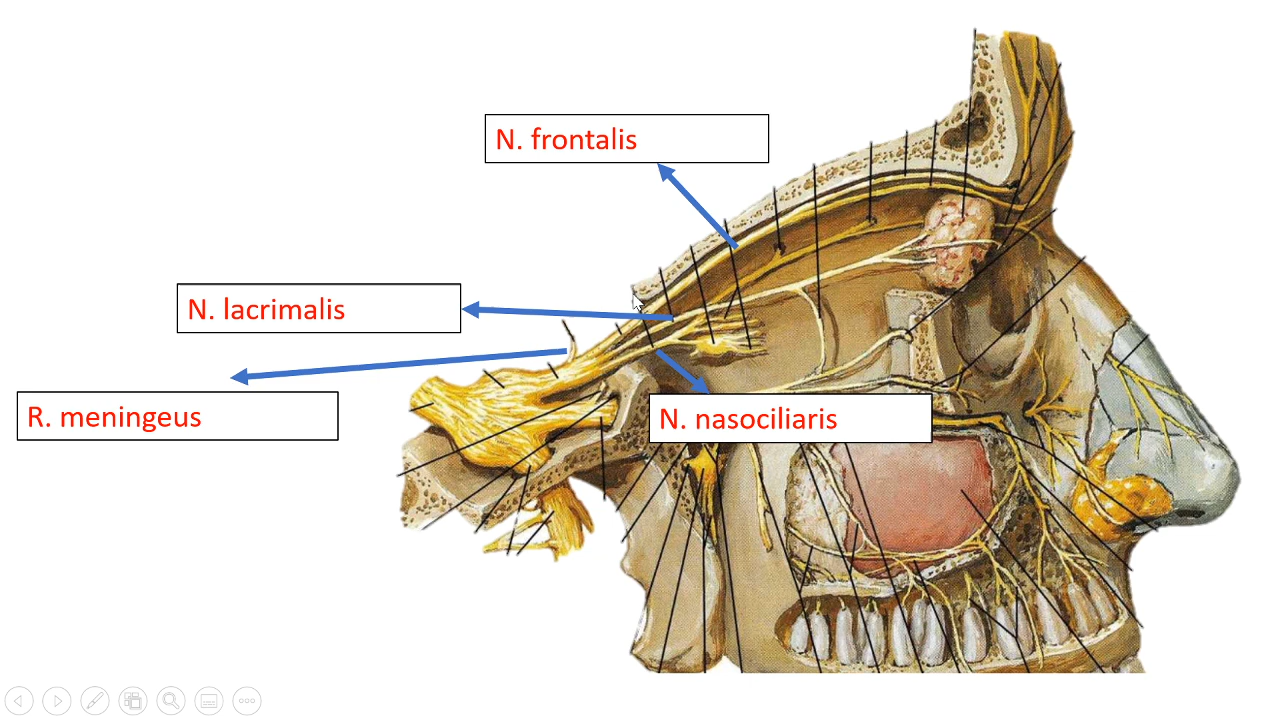 N. frontalis
N. lacrimalis
R. meningeus
N. nasociliaris